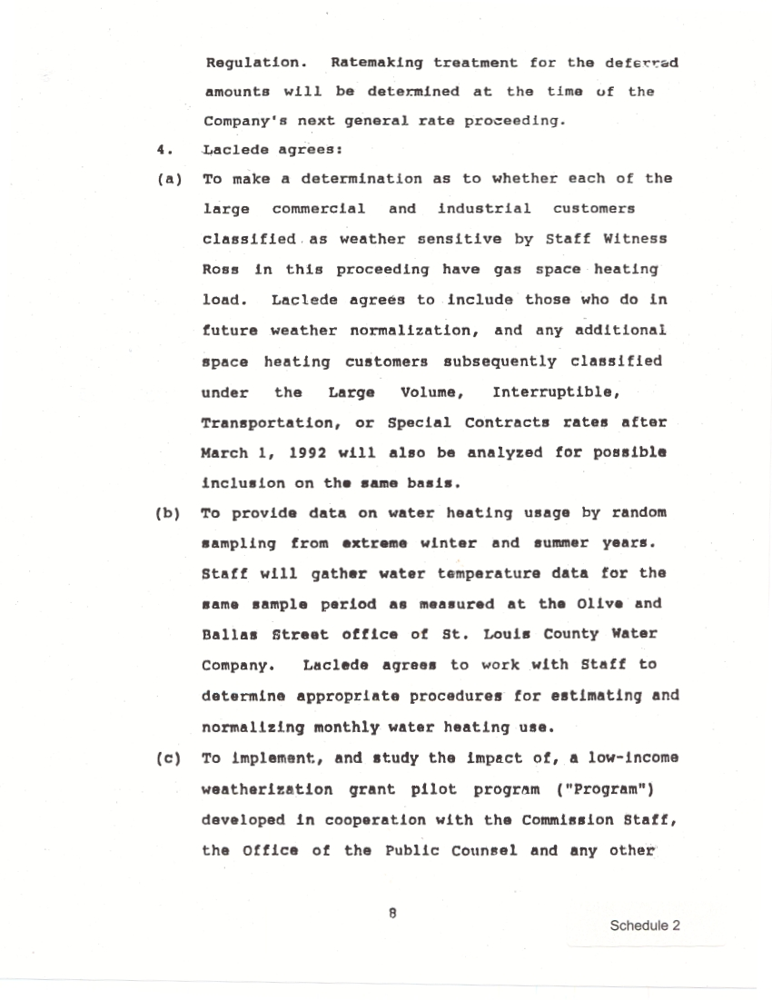 Regulation. Ratemaking treatment for the deferred
amounts will be determined at the time of the
Company's next general rate proceeding.
4. Laclede agrees:
(a) To make a determination as to whether each of the
large commercial and industrial customers
classified as weather sensitive by Staff Witness
Ross in this proceeding have gas space heating
load. Laclede agrees to include those who do in
future weather normalization, and any additional
space heating customers subsequently classified
under the Large Volume, Interruptible,
Transportation, or Special Contracts rates after
March 1, 1992 will also be analyzed for possible
inclusion on the same basis.
(b) To provide data on water heating usage by random
sampling from extreme winter and summer years.
Staff will gather water temperature data for the
same sample period as measured at the Olive and
Ballas Street office of St. Louis County Water
Company. Laclede agrees to work with Staff to
determine appropriate procedures for estimating and
normalizing monthly water heating use.
(c) To implement, and study the impact of, a low-income
weatherization grant pilot program ("Program")
developed in cooperation with the Commission Staff,
the Office of the Public Counsel and any other
8
Schedule 2